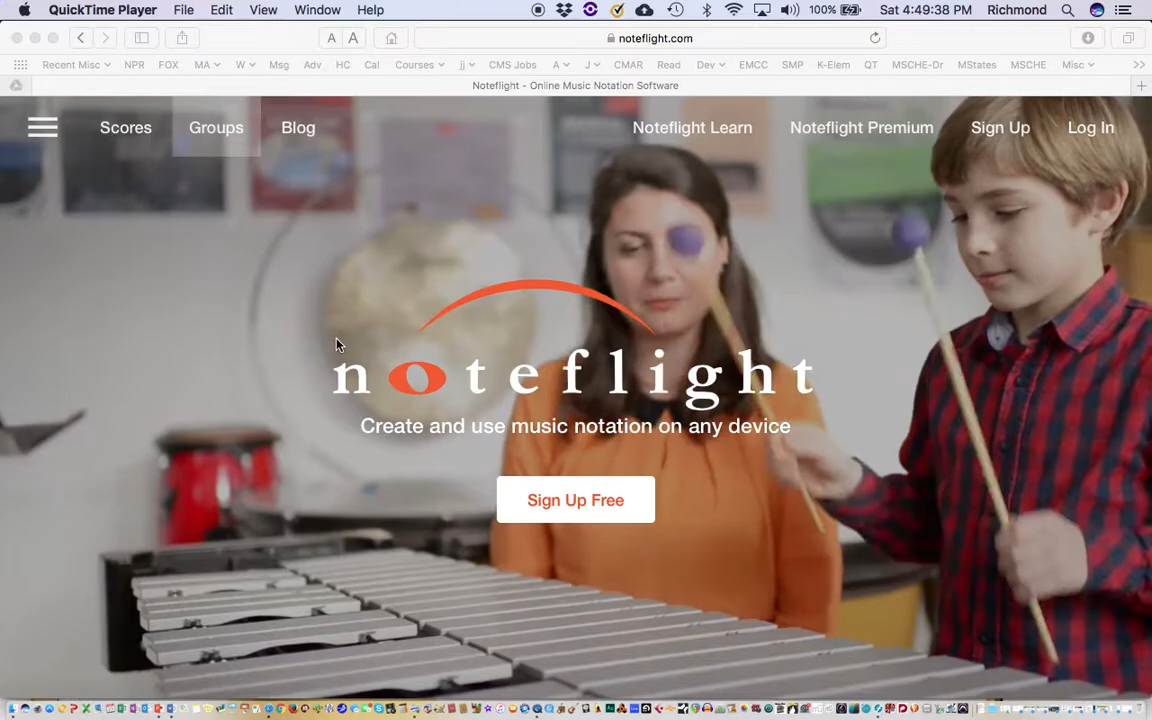 QuickTime Player File Edit View Window Help 100% Sat 4:49:38 PM Richmond
A A noteflight.com
Recent Misc NPR FOX MA W Msg Adv HC Cal Courses jj CMS Jobs A J CMAR Read Dev EMCC SMP K-Elem QT MSCHE-Dr MStates MSCHE Misc >>
Noteflight - Online Music Notation Software +
Scores Groups Blog Noteflight Learn Noteflight Premium Sign Up Log In
noteflight
Create and use music notation on any device
Sign Up Free